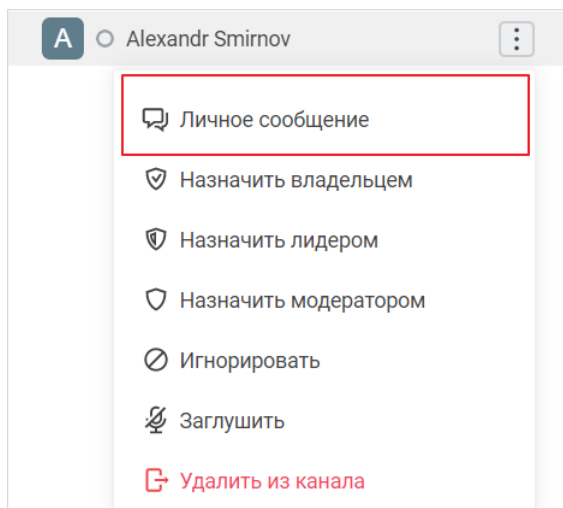 A Alexandr Smirnov
Личное сообщение
Назначить владельцем
Назначить лидером
Назначить модератором
Игнорировать
Заглушить
Удалить из канала